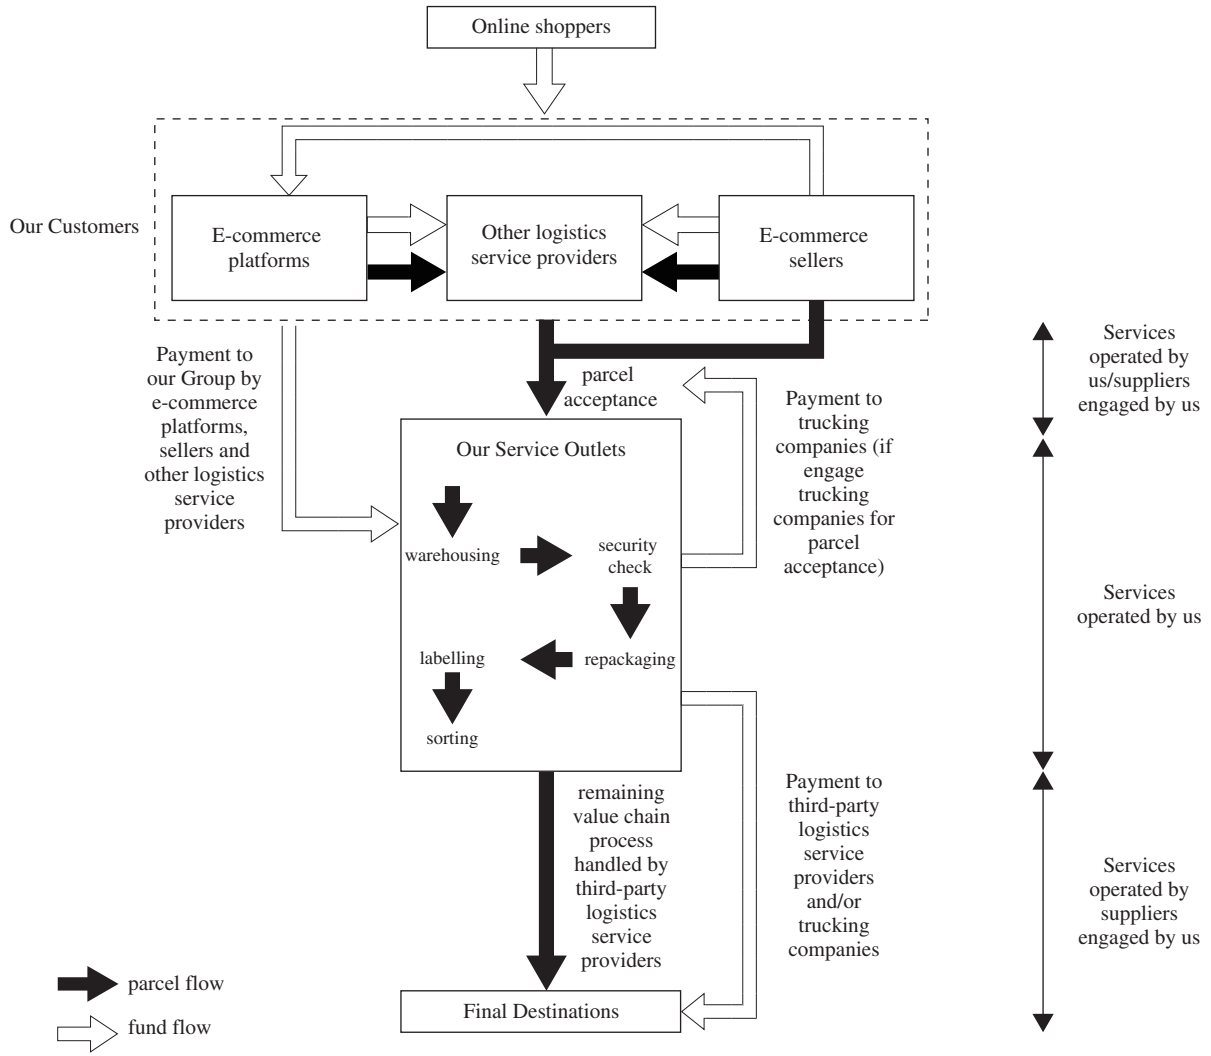 Online shoppers
Our Customers
E-commerce
platforms
Other logistics
service providers
E-commerce
sellers
Payment to
our Group by
e-commerce
platforms,
sellers and
other logistics
service
providers
parcel
acceptance
Payment to
trucking
companies (if
engage
trucking
companies for
parcel
acceptance)
Services
operated by
us/suppliers
engaged by us
Our Service Outlets
warehousing
security
check
repackaging
labelling
sorting
Services
operated by us
remaining
value chain
process
handled by
third-party
logistics
service
providers
Payment to
third-party
logistics
service
providers
and/or
trucking
companies
Services
operated by
suppliers
engaged by us
Final Destinations
parcel flow
fund flow